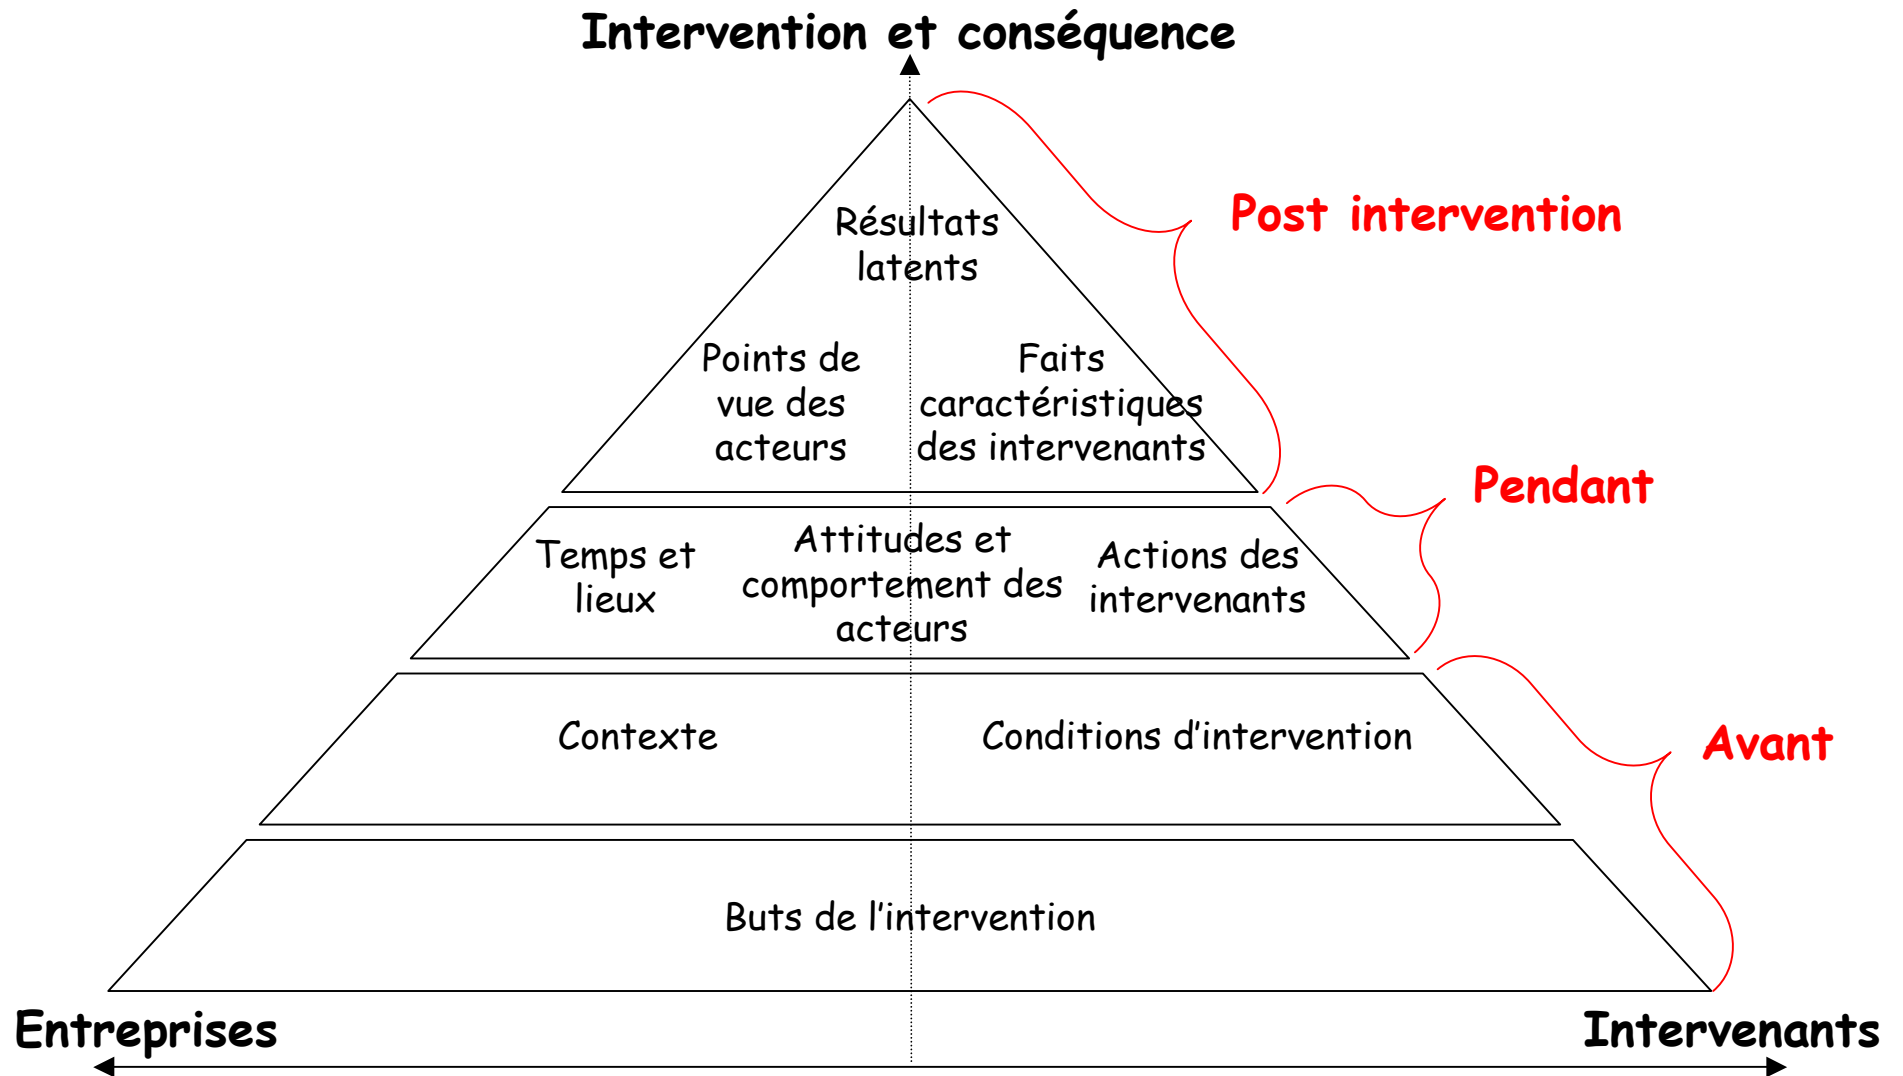 Intervention et conséquence
Post intervention
Résultats
latents
Points de
vue des
acteurs
Faits
caractéristiques
des intervenants
Pendant
Temps et
lieux
Attitudes et
comportement des
acteurs
Actions des
intervenants
Avant
Contexte
Conditions d’intervention
Buts de l’intervention
Entreprises
Intervenants